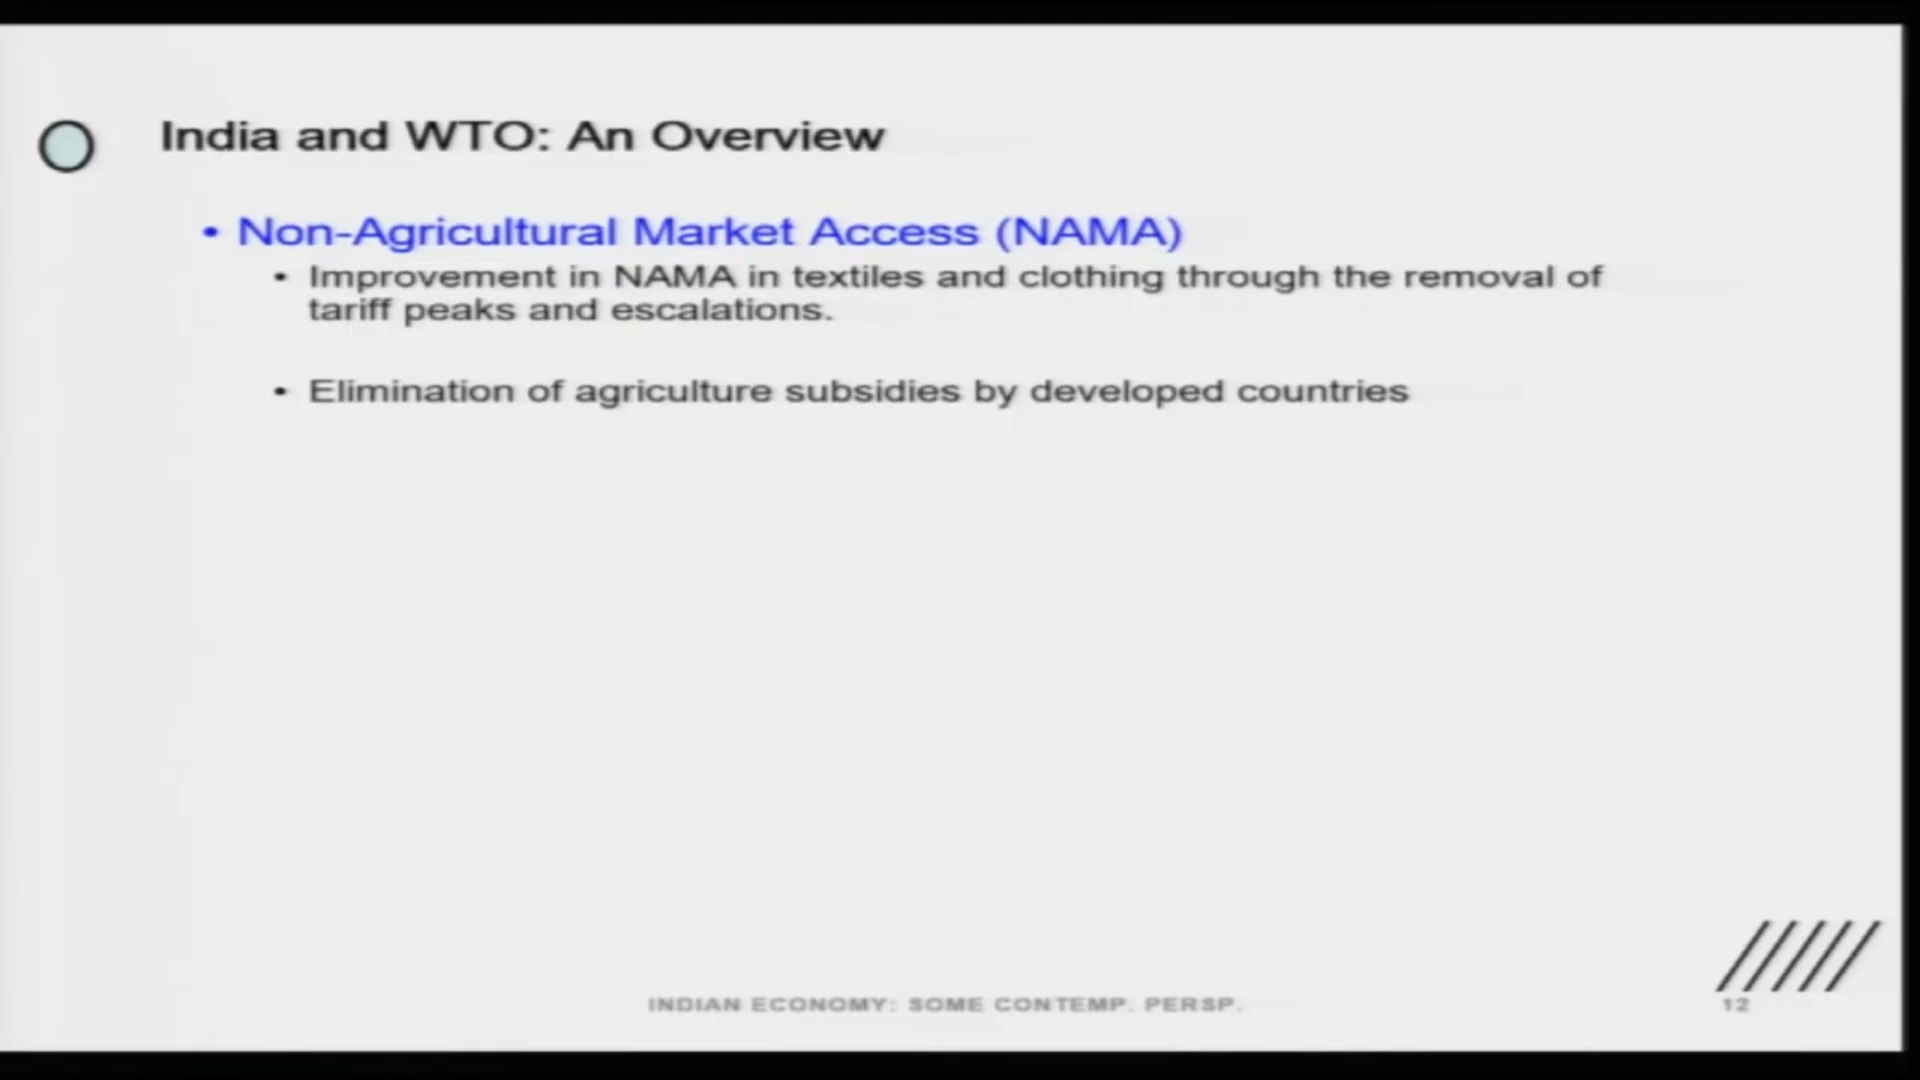 India and WTO: An Overview
• Non-Agricultural Market Access (NAMA)
• Improvement in NAMA in textiles and clothing through the removal of
tariff peaks and escalations.
• Elimination of agriculture subsidies by developed countries
INDIAN ECONOMY: SOME CONTEMP. PERSP.
12